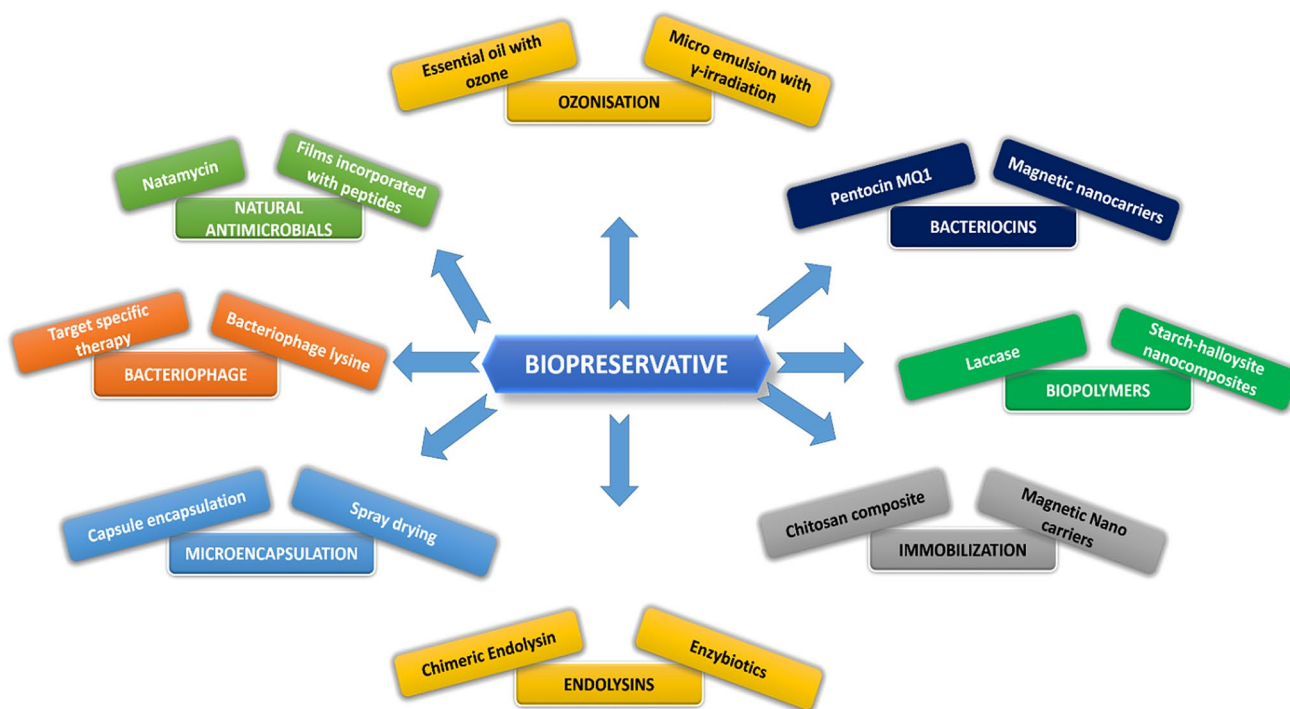 Essential oil with
ozone
Micro emulsion with
γ-irradiation
OZONISATION
Natamycin
Films incorporated
with peptides
NATURAL
ANTIMICROBIALS
Pentocin MQ1
Magnetic nanocarriers
BACTERIOCINS
Target specific
therapy
Bacteriophage lysine
BACTERIOPHAGE
BIOPRESERVATIVE
Laccase
Starch-halloysite
nanocomposites
BIOPOLYMERS
Capsule encapsulation
Spray drying
MICROENCAPSULATION
Chitosan composite
Magnetic Nano
carriers
IMMOBILIZATION
Chimeric Endolysin
Enzybiotics
ENDOLYSINS